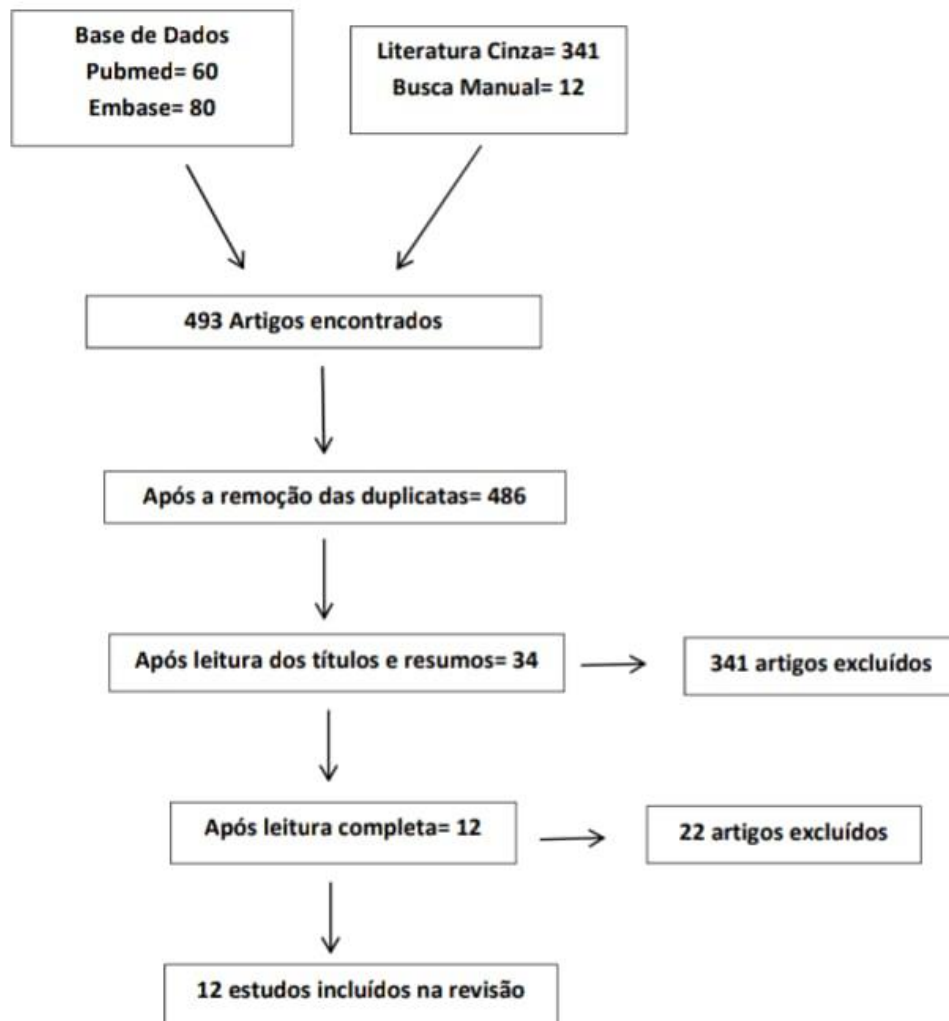 Base de Dados
Pubmed= 60
Embase= 80
Literatura Cinza= 341
Busca Manual= 12
493 Artigos encontrados
Após a remoção das duplicatas= 486
Após leitura dos títulos e resumos= 34
341 artigos excluídos
Após leitura completa= 12
22 artigos excluídos
12 estudos incluídos na revisão